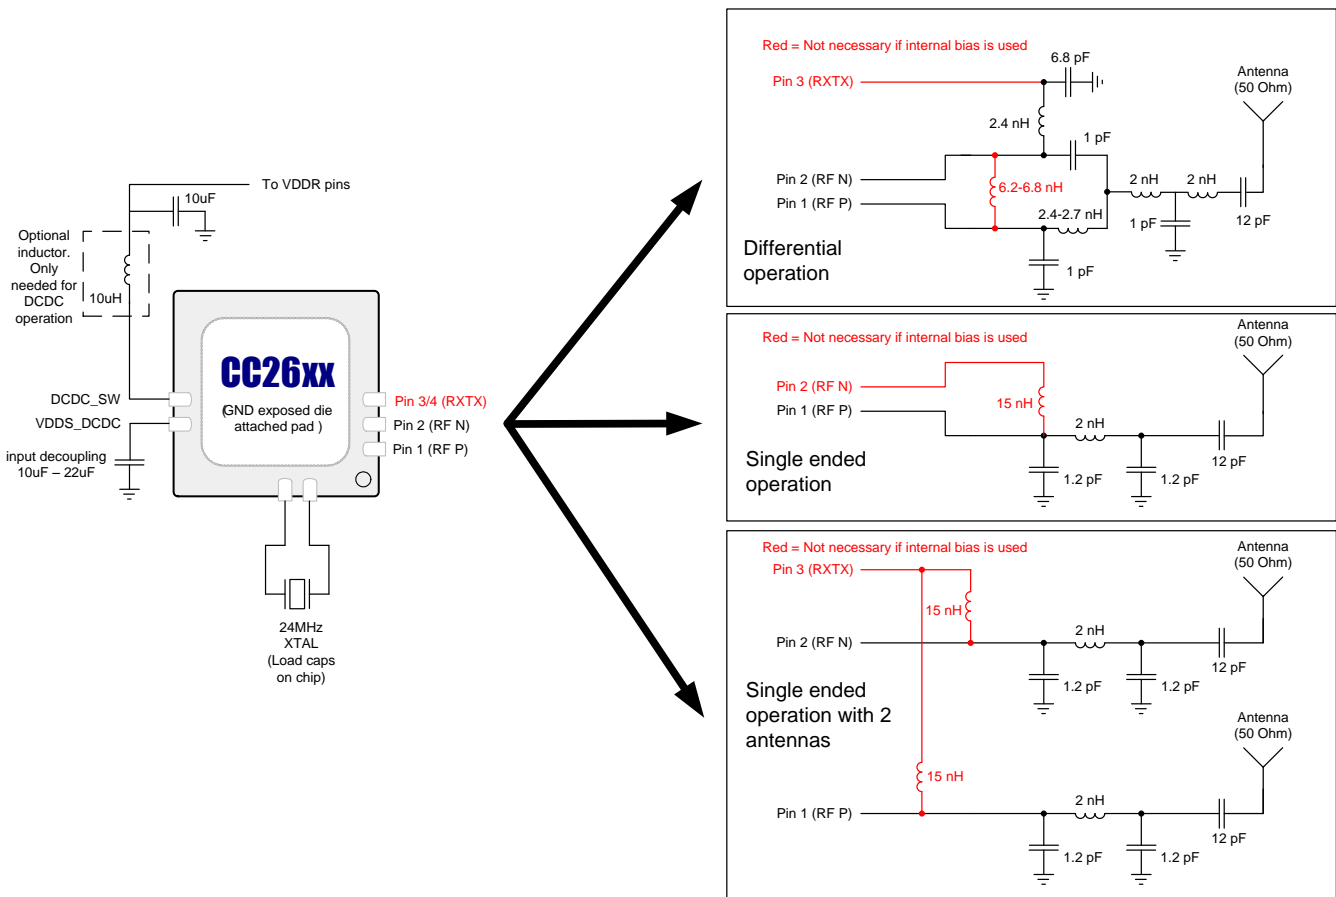 To VDDR pins
10uF
Optional
inductor.
Only
needed for
DCDC
operation
10uH
CC26xx
(GND exposed die
attached pad )
DCDC_SW
VDDS_DCDC
input decoupling
10uF – 22uF
Pin 3/4 (RXTX)
Pin 2 (RF N)
Pin 1 (RF P)
24MHz
XTAL
(Load caps
on chip)
Red = Not necessary if internal bias is used
6.8 pF
Pin 3 (RXTX)
Antenna
(50 Ohm)
2.4 nH
1 pF
Pin 2 (RF N)
6.2-6.8 nH
2 nH
2 nH
Pin 1 (RF P)
2.4-2.7 nH
1 pF
12 pF
Differential
operation
1 pF
Red = Not necessary if internal bias is used
Antenna
(50 Ohm)
Pin 2 (RF N)
15 nH
Pin 1 (RF P)
2 nH
12 pF
Single ended
operation
1.2 pF
1.2 pF
Red = Not necessary if internal bias is used
Antenna
(50 Ohm)
Pin 3 (RXTX)
15 nH
2 nH
Pin 2 (RF N)
12 pF
1.2 pF
1.2 pF
Single ended
operation with 2
antennas
Antenna
(50 Ohm)
15 nH
2 nH
Pin 1 (RF P)
12 pF
1.2 pF
1.2 pF